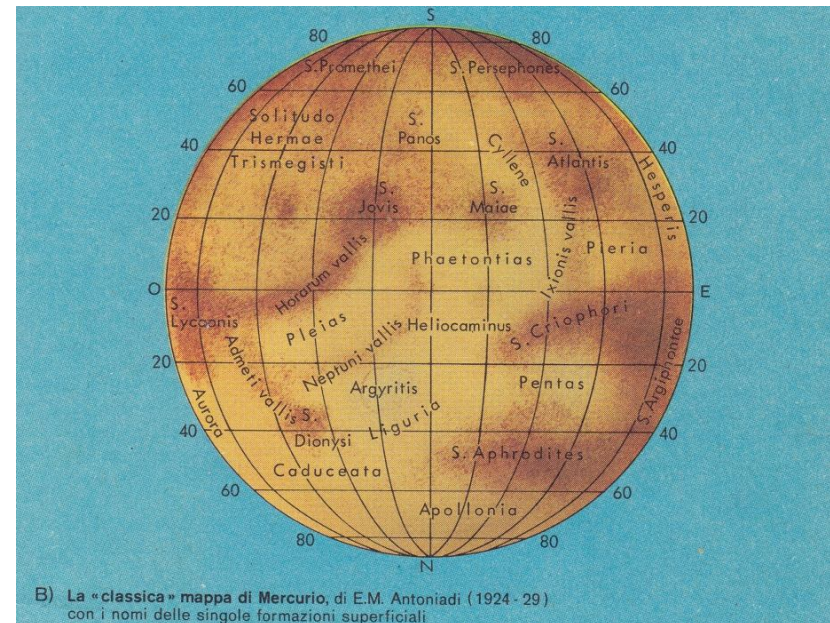 S
80 80
S. Promethei S. Persephones
60 60
Solitudo
Hermae
Trismegisti
S.
Panos
Cyllene
S.
Atlantis
40 40
Hesperis
S.
Jovis
S.
Maiae
20 20
Horarum vallis
Phaetontias
Ixionis vallis
Pieria
O E
S.
Lycaonis
Pleias
Heliocaminus
S. Criophori
Neptuni vallis
Admeti vallis
20 20
Argyritis
Pentas
S. Argiphontae
Aurora
Liguria
40 40
S.
Dionysi
S. Aphrodites
Caduceata
60 60
Apollonia
80 80
N
B) La «classica» mappa di Mercurio, di E.M. Antoniadi (1924-29)
con i nomi delle singole formazioni superficiali